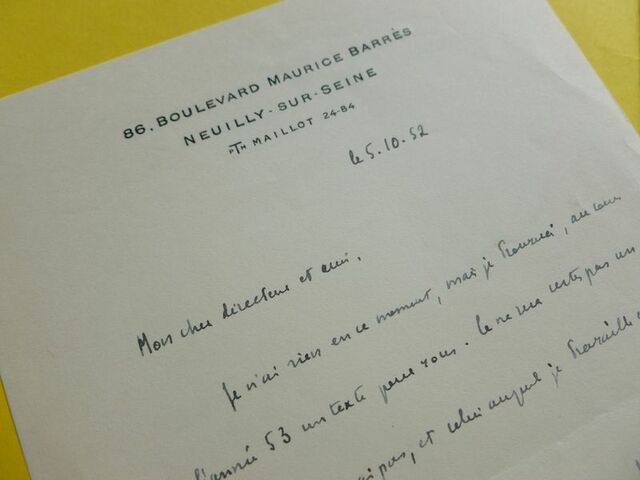 86, BOULEVARD MAURICE BARRÈS
NEUILLY-SUR-SEINE
TH MAILLOT 24-84
le 5.10.52
Mon cher directeur et ami,
Je n'ai rien en ce moment, mais je trouverai, au cours
l'année 53 un texte pour vous. Ce ne sera certes pas un
pas, et celui auquel je travaille